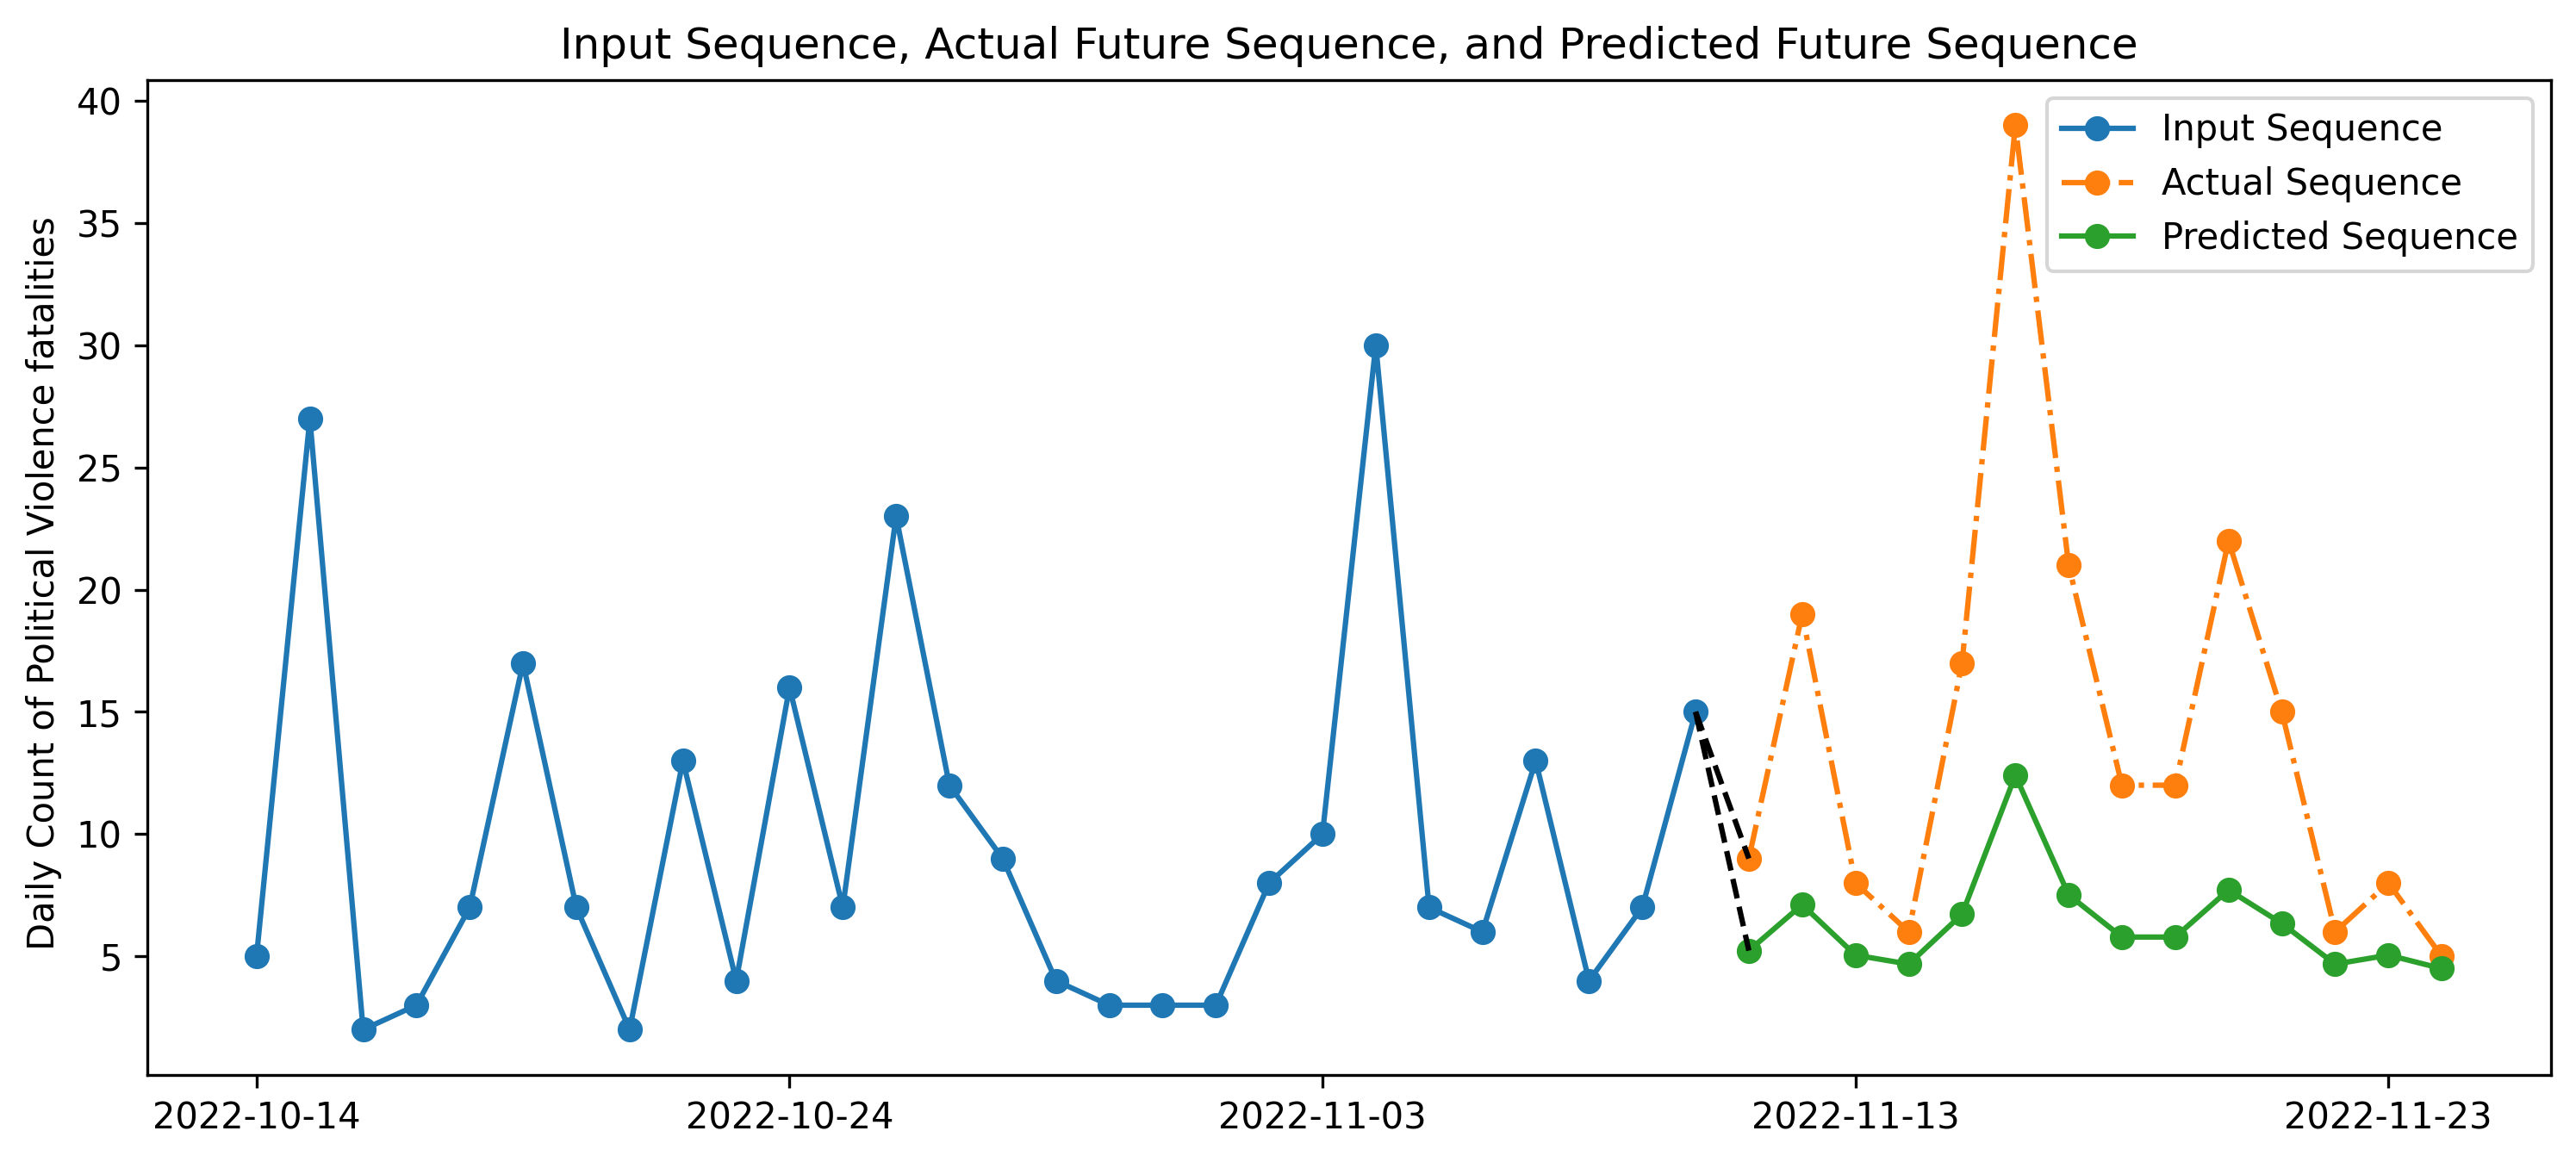 Input Sequence, Actual Future Sequence, and Predicted Future Sequence
Daily Count of Political Violence fatalities
40
35
30
25
20
15
10
5
Input Sequence
Actual Sequence
Predicted Sequence
2022-10-14
2022-10-24
2022-11-03
2022-11-13
2022-11-23